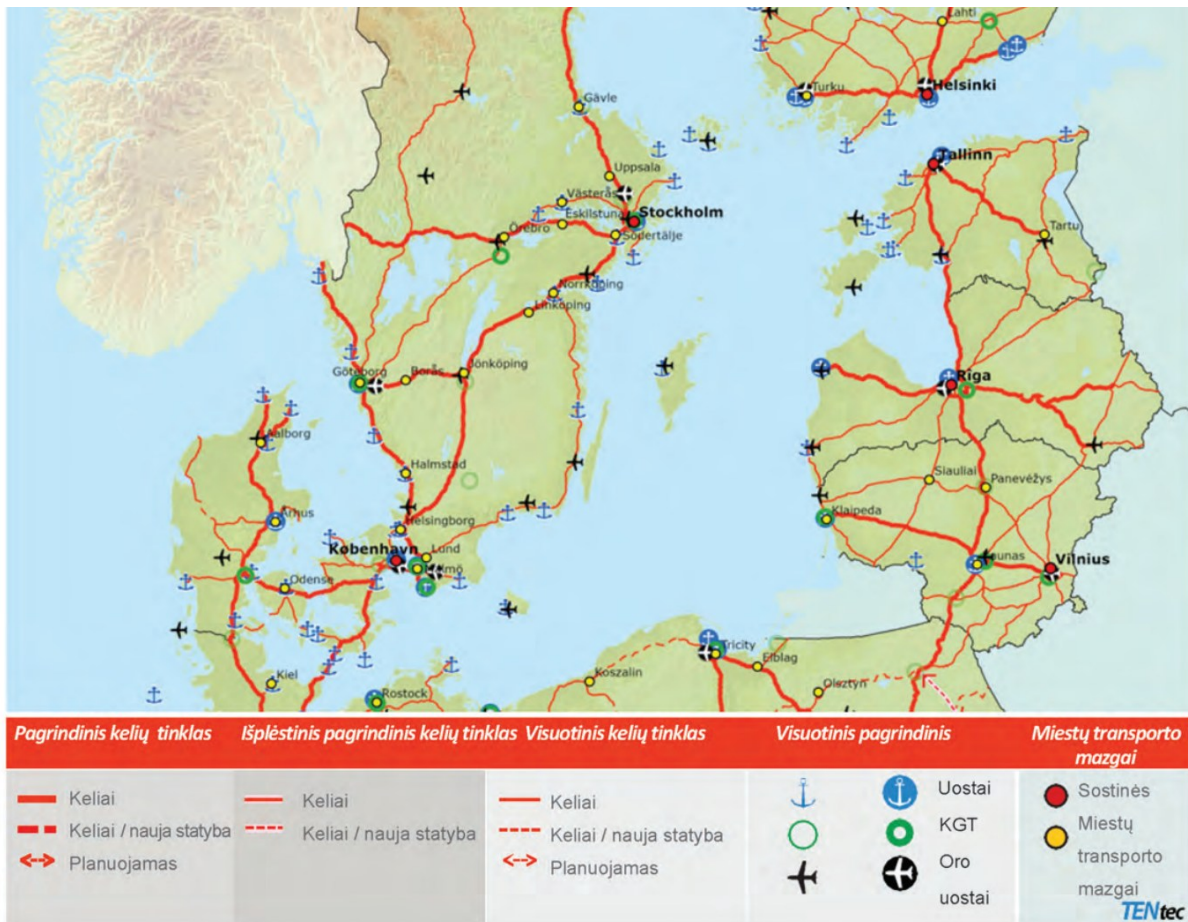 Lahti
Turku
Helsinki
Gävle
Tallinn
Uppsala
Västerås
Eskilstuna
Stockholm
Örebro
Södertälje
Tartu
Norrköping
Linköping
Göteborg
Borås
Jönköping
Rīga
Aalborg
Halmstad
Siauliai
Panevėžys
Århus
Helsingborg
Klaipeda
København
Lund
Kaunas
Vilnius
Odense
Tricity
Elblag
Kiel
Koszalin
Olsztyn
Rostock
Pagrindinis kelių tinklas
Išplėstinis pagrindinis kelių tinklas
Visuotinis kelių tinklas
Visuotinis pagrindinis
Miestų transporto
mazgai
Keliai
Keliai / nauja statyba
Planuojamas
Keliai
Keliai / nauja statyba
Keliai
Keliai / nauja statyba
Planuojamas
Uostai
KGT
Oro
uostai
Sostinės
Miestų
transporto
mazgai
TENtec